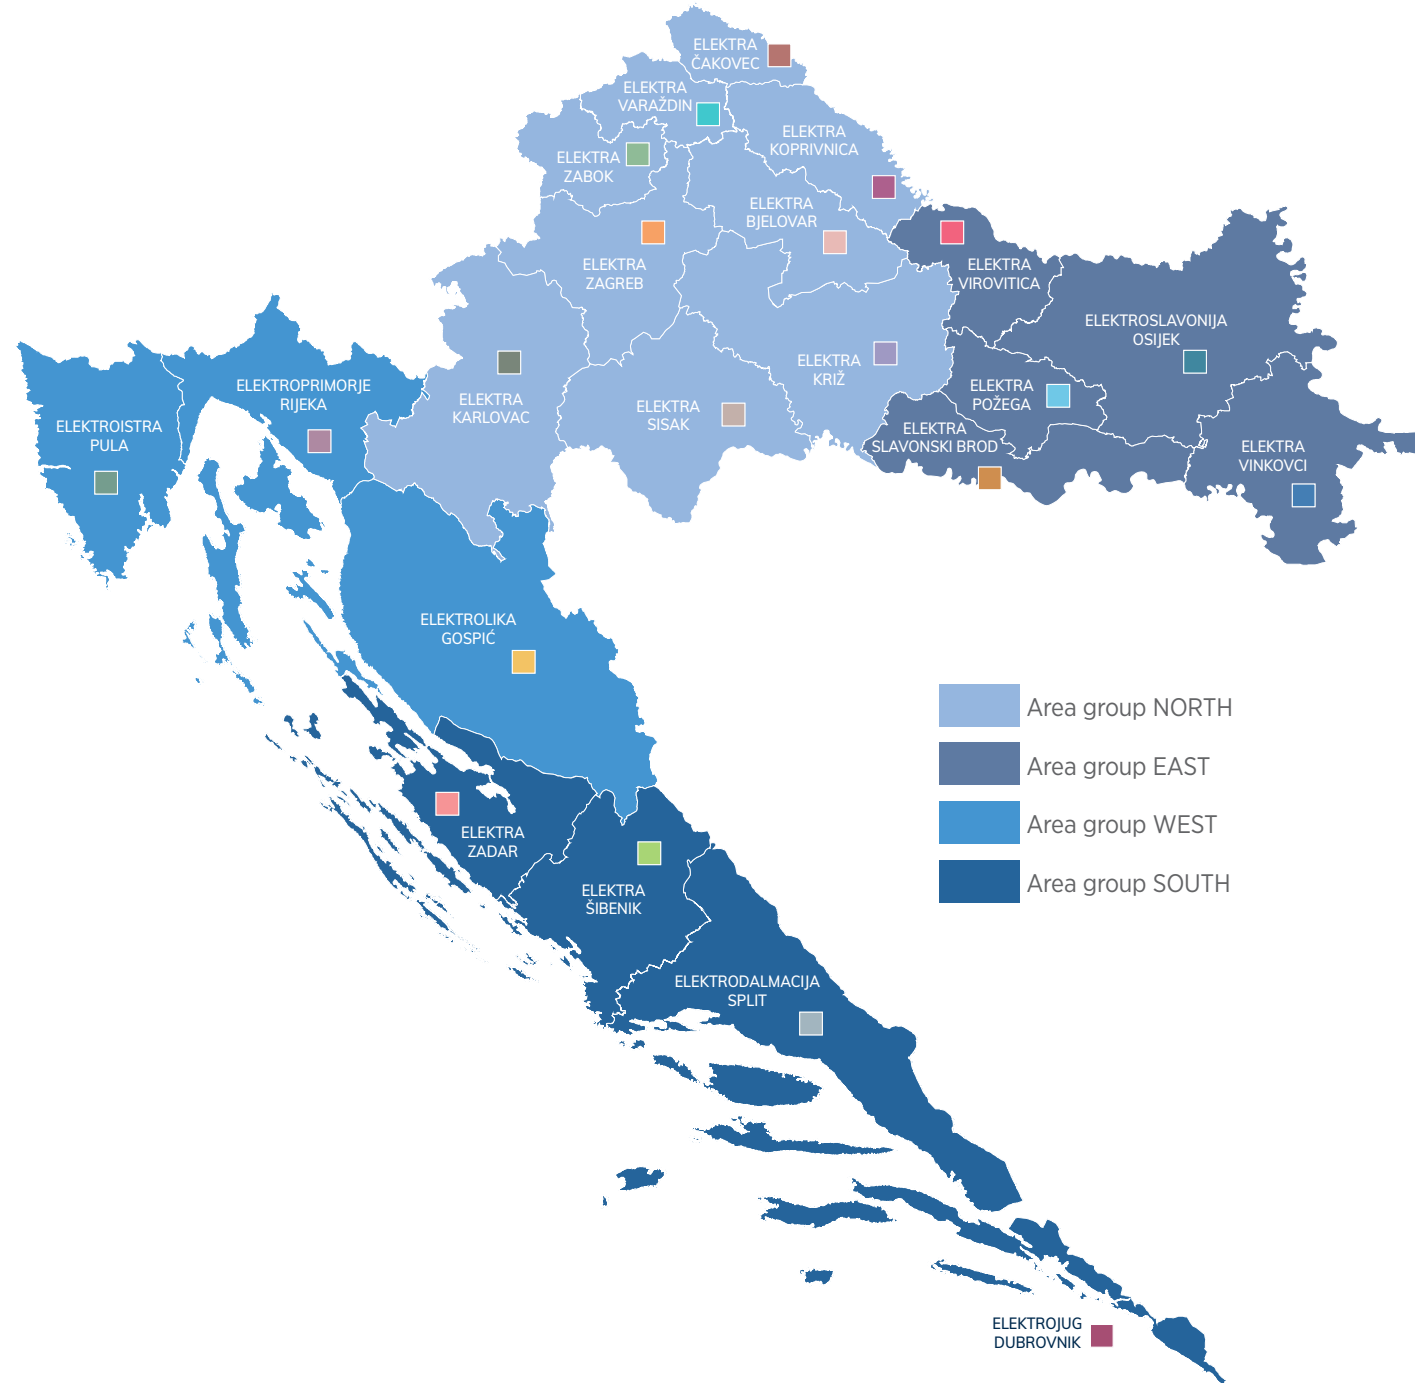 ELEKTRA
ČAKOVEC
ELEKTRA
VARAŽDIN
ELEKTRA
KOPRIVNICA
ELEKTRA
ZABOK
ELEKTRA
BJELOVAR
ELEKTRA
ZAGREB
ELEKTRA
VIROVITICA
ELEKTROSLAVONIJA
OSIJEK
ELEKTRA
KRIŽ
ELEKTROPRIMORJE
RIJEKA
ELEKTRA
POŽEGA
ELEKTRA
KARLOVAC
ELEKTRA
SISAK
ELEKTROISTRA
PULA
ELEKTRA
SLAVONSKI BROD
ELEKTRA
VINKOVCI
ELEKTROLIKA
GOSPIĆ
Area group NORTH
Area group EAST
Area group WEST
Area group SOUTH
ELEKTRA
ZADAR
ELEKTRA
ŠIBENIK
ELEKTRODALMACIJA
SPLIT
ELEKTROJUG
DUBROVNIK